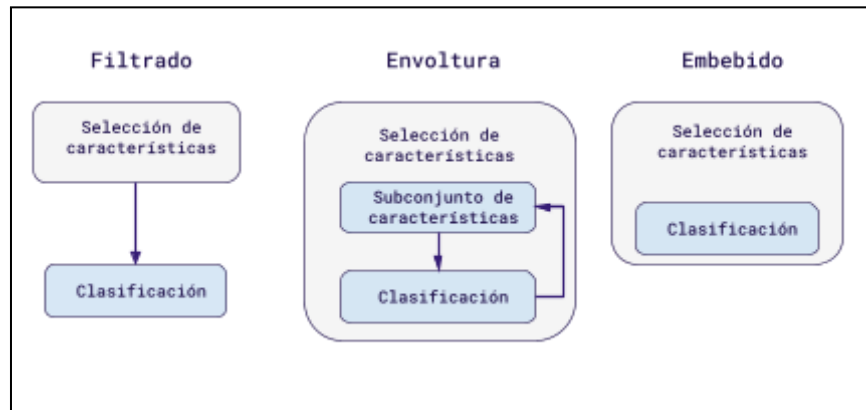 Filtrado
Selección de
características
Clasificación
Envoltura
Selección de
características
Subconjunto de
características
Clasificación
Embebido
Selección de
características
Clasificación